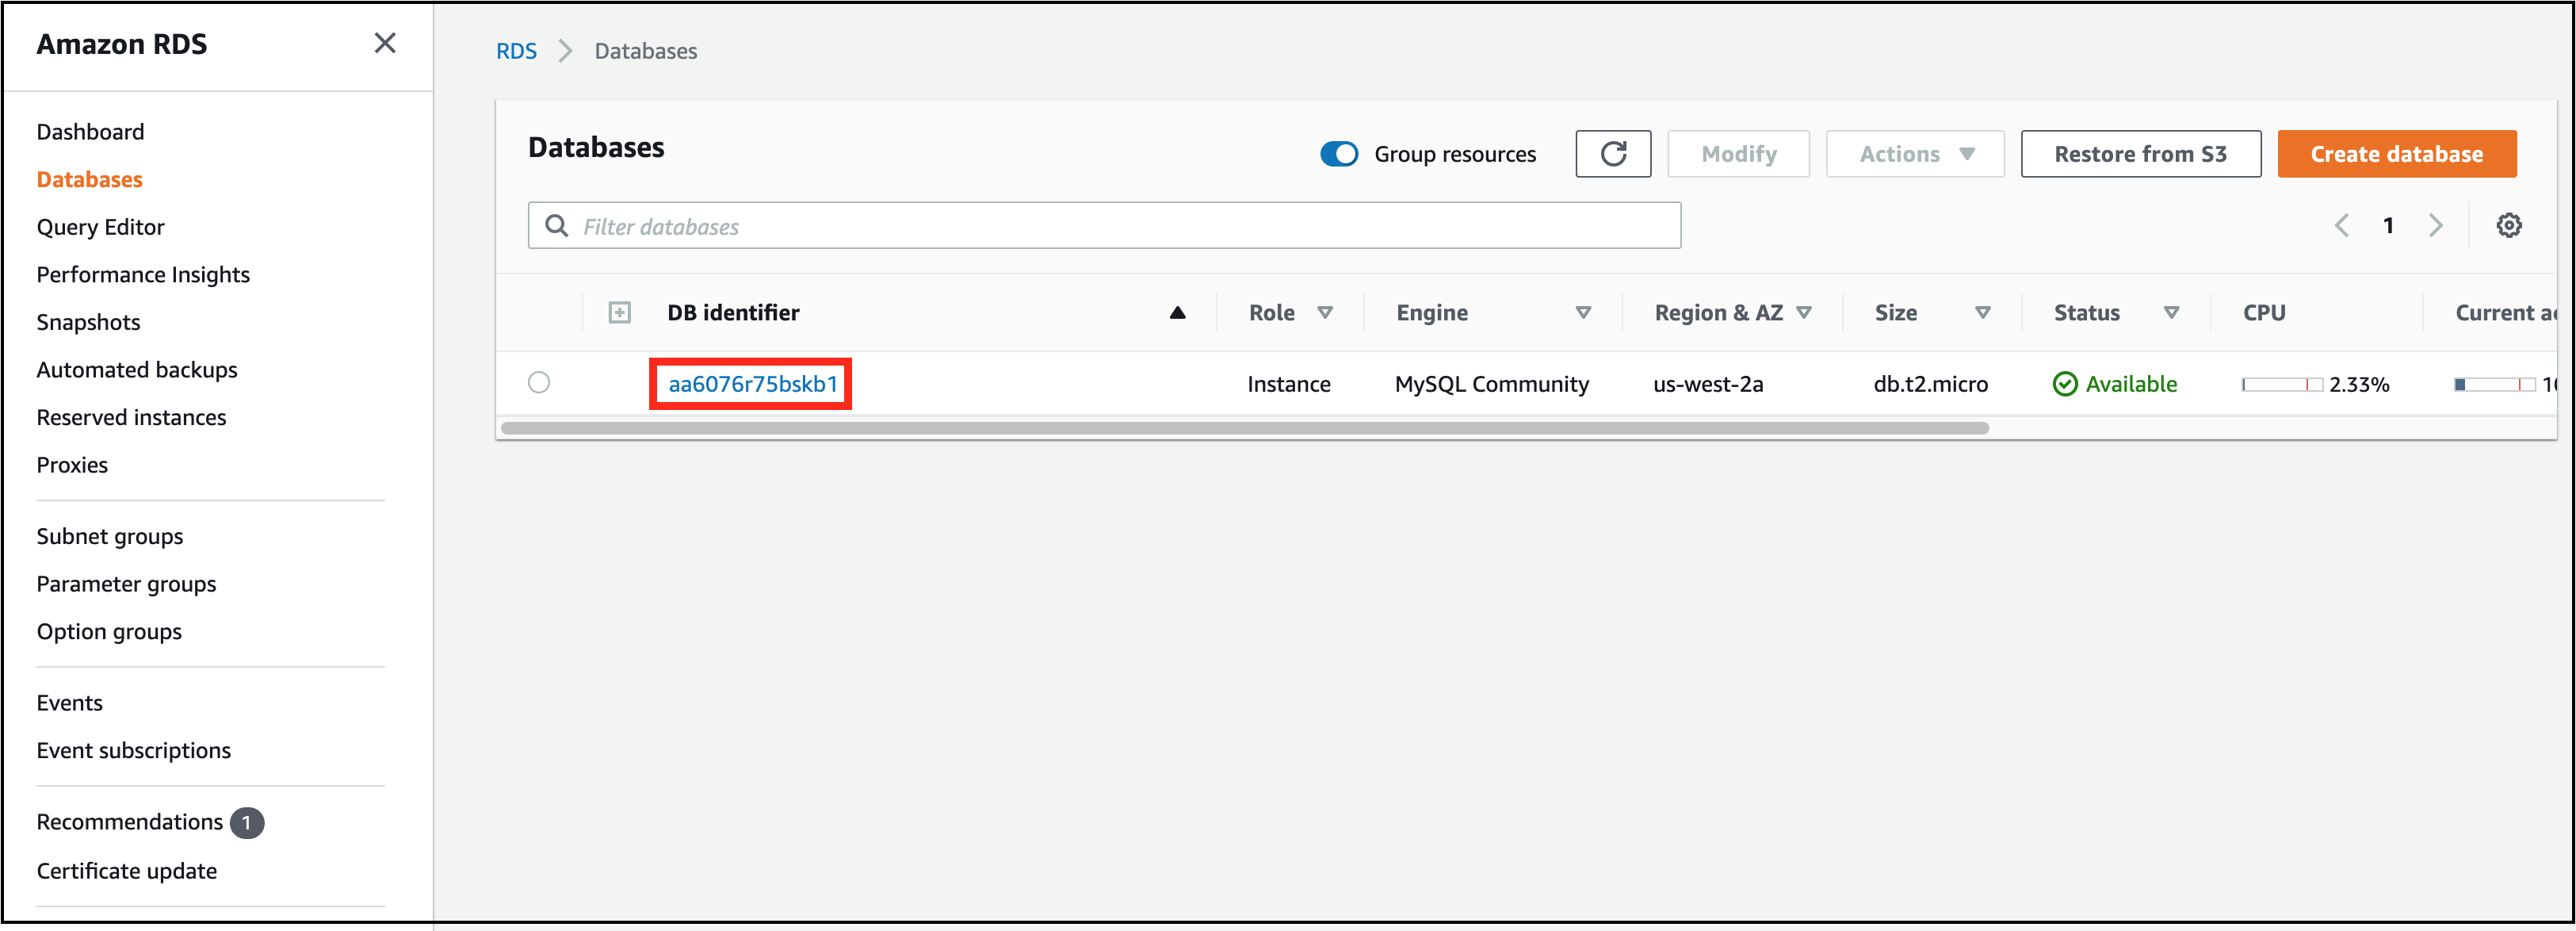 Amazon RDS
Dashboard
Databases
Query Editor
Performance Insights
Snapshots
Automated backups
Reserved instances
Proxies
Subnet groups
Parameter groups
Option groups
Events
Event subscriptions
Recommendations 1
Certificate update
RDS > Databases
Databases
Group resources
Modify
Actions
Restore from S3
Create database
Filter databases
1
DB identifier Role Engine Region & AZ Size Status CPU Current
aa6076r75bskb1 Instance MySQL Community us-west-2a db.t2.micro Available 2.33%